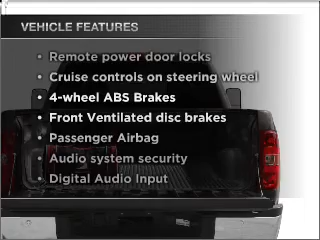 VEHICLE FEATURES
• Remote power door locks
• Cruise controls on steering wheel
• 4-wheel ABS Brakes
• Front Ventilated disc brakes
• Passenger Airbag
• Audio system security
• Digital Audio Input